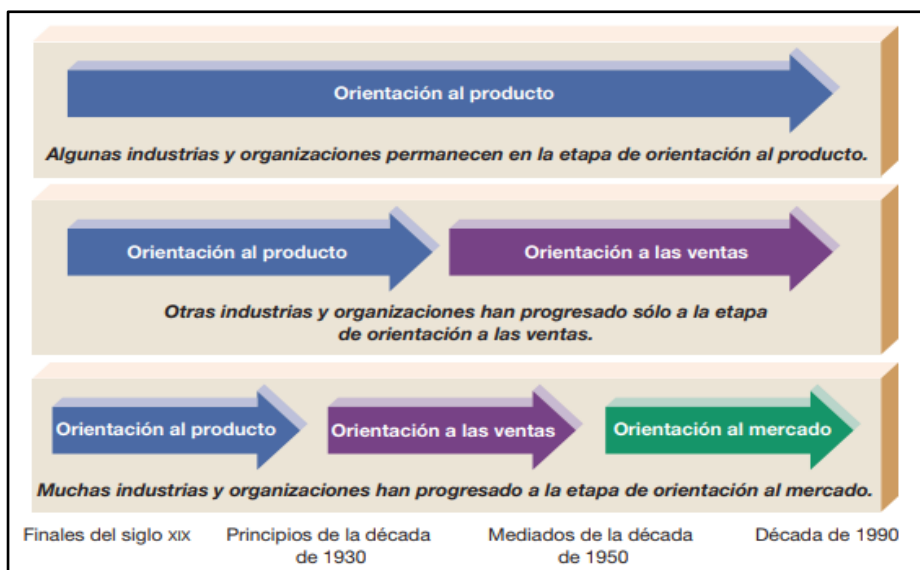 Orientación al producto
Algunas industrias y organizaciones permanecen en la etapa de orientación al producto.
Orientación al producto
Orientación a las ventas
Otras industrias y organizaciones han progresado sólo a la etapa
de orientación a las ventas.
Orientación al producto
Orientación a las ventas
Orientación al mercado
Muchas industrias y organizaciones han progresado a la etapa de orientación al mercado.
Finales del siglo XIX
Principios de la década
de 1930
Mediados de la década
de 1950
Década de 1990